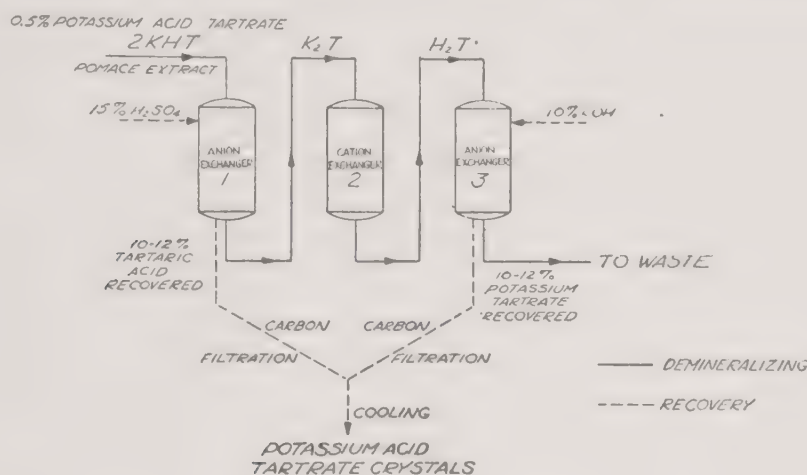 0.5% POTASSIUM ACID TARTRATE
2KHT
K₂T
H₂T
POMACE EXTRACT
15% H₂SO₄
10%
ANION
EXCHANGER
1
CATION
EXCHANGER
2
ANION
EXCHANGER
3
10-12%
TARTARIC
ACID
RECOVERED
TO WASTE
10-12%
POTASSIUM
TARTRATE
RECOVERED
CARBON
FILTRATION
CARBON
FILTRATION
DEMINERALIZING
RECOVERY
COOLING
POTASSIUM ACID
TARTRATE CRYSTALS